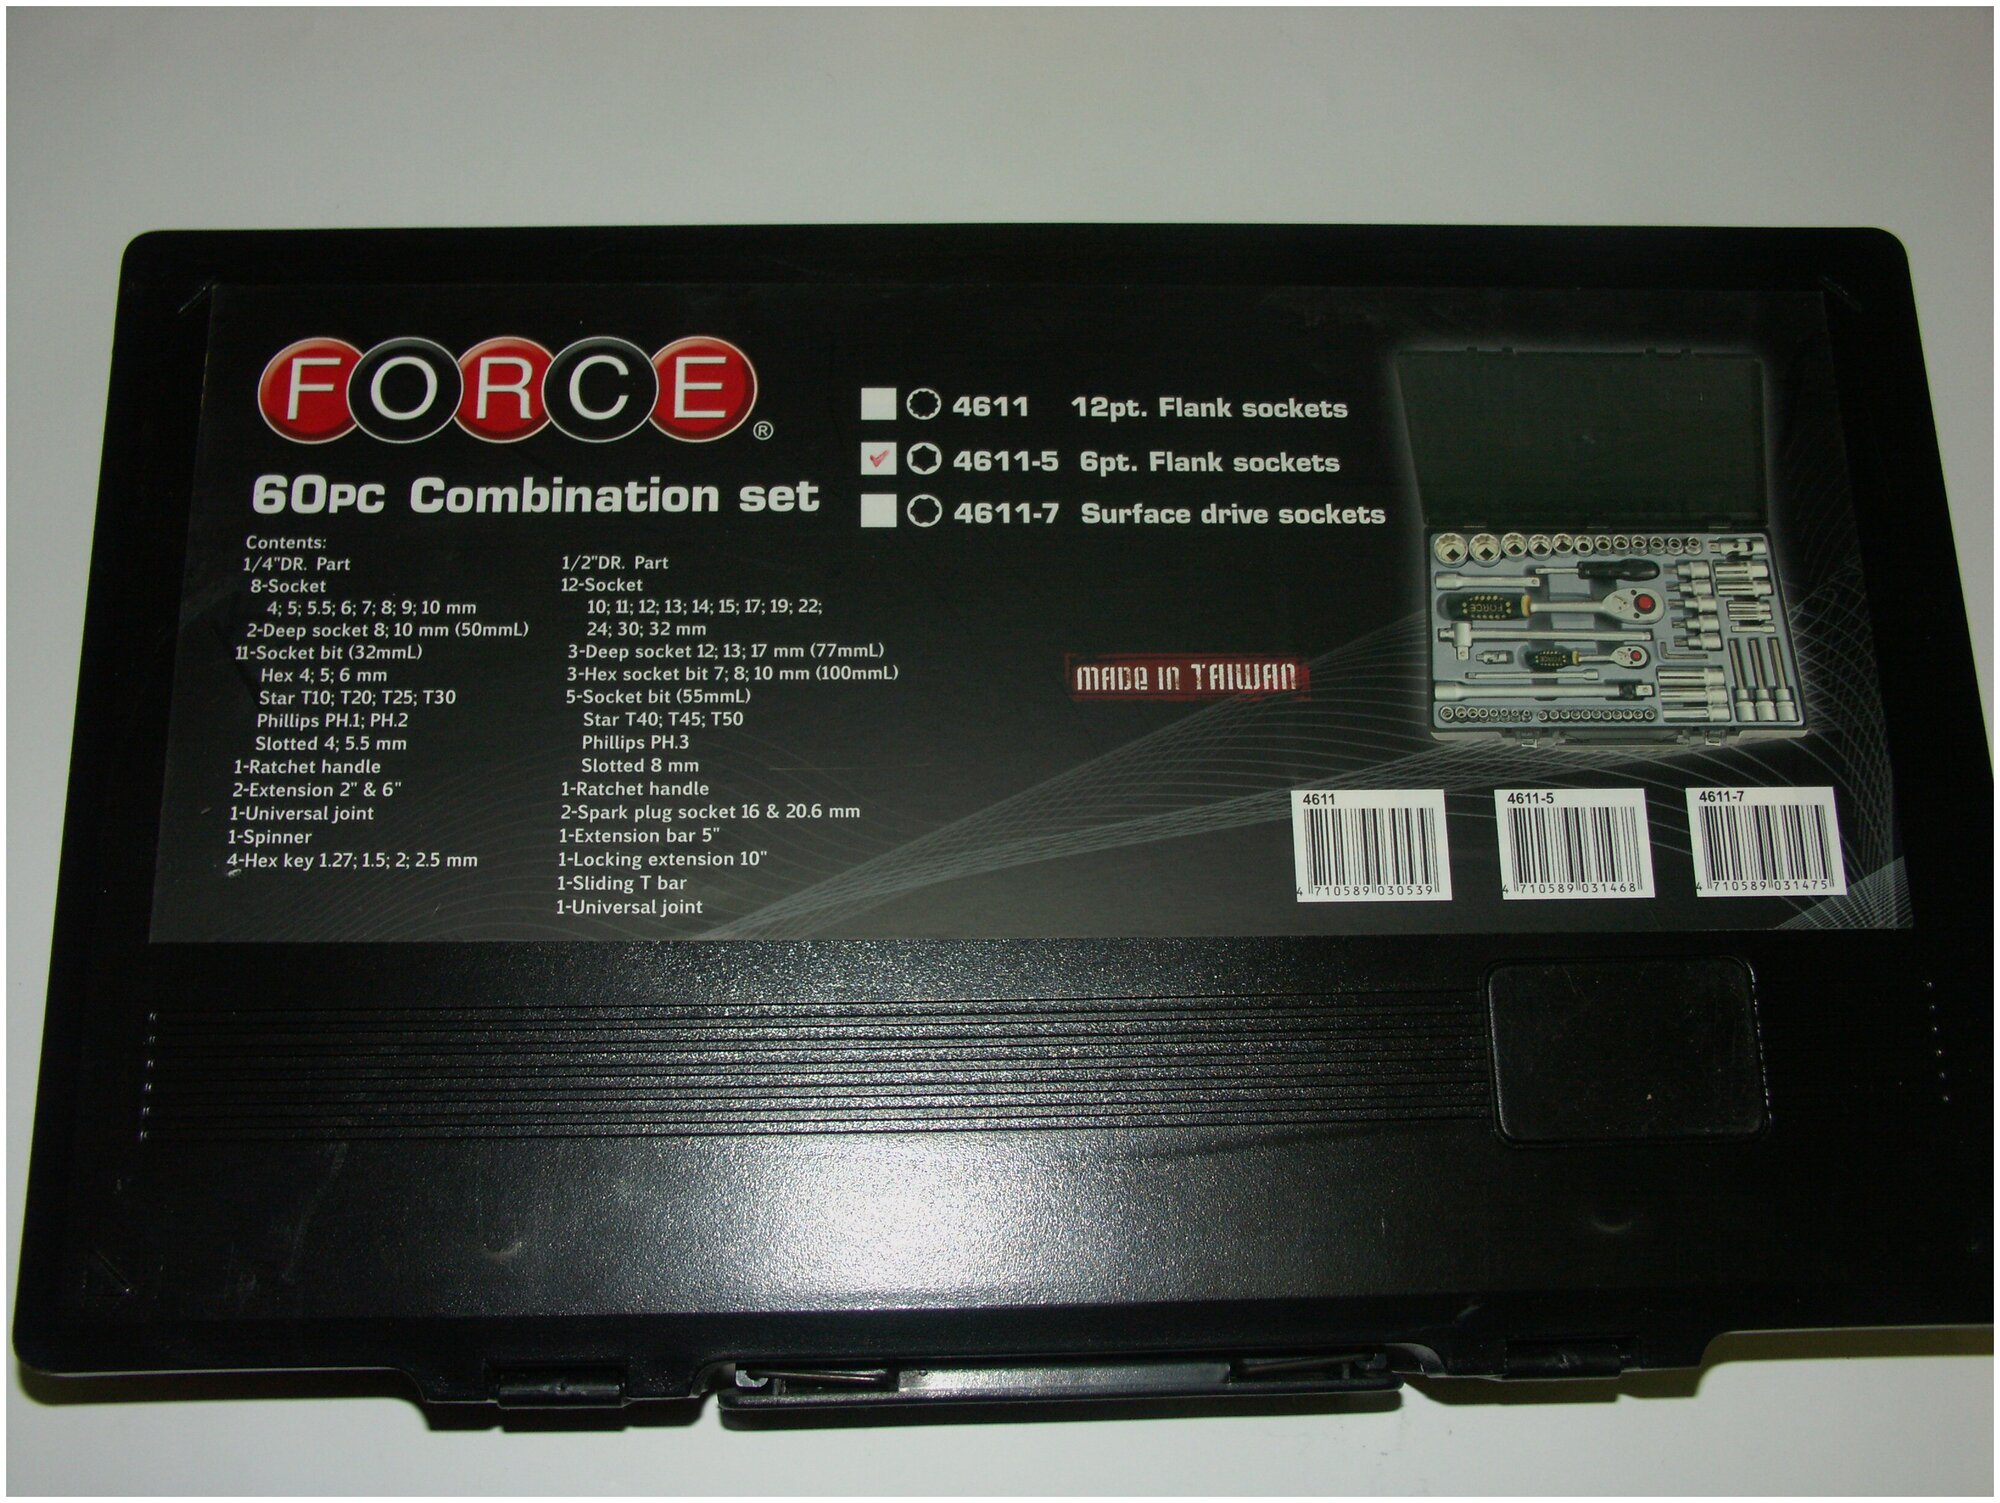 FORCE®
60PC Combination set
Contents:
1/4"DR. Part
8-Socket
4; 5; 5.5; 6; 7; 8; 9; 10 mm
2-Deep socket 8; 10 mm (50mmL)
11-Socket bit (32mmL)
Hex 4; 5; 6 mm
Star T10; T20; T25; T30
Phillips PH.1; PH.2
Slotted 4; 5.5 mm
1-Ratchet handle
2-Extension 2" & 6"
1-Universal joint
1-Spinner
4-Hex key 1.27; 1.5; 2; 2.5 mm
1/2"DR. Part
12-Socket
10; 11; 12; 13; 14; 15; 17; 19; 22;
24; 30; 32 mm
3-Deep socket 12; 13; 17 mm (77mmL)
3-Hex socket bit 7; 8; 10 mm (100mmL)
5-Socket bit (55mmL)
Star T40; T45; T50
Phillips PH.3
Slotted 8 mm
1-Ratchet handle
2-Spark plug socket 16 & 20.6 mm
1-Extension bar 5"
1-Locking extension 10"
1-Sliding T bar
1-Universal joint
4611 12pt. Flank sockets
4611-5 6pt. Flank sockets
4611-7 Surface drive sockets
MADE IN TAIWAN
FORCE
FORCE
4611
4 710589 030539
4611-5
4 710589 031468
4611-7
4 710589 031475